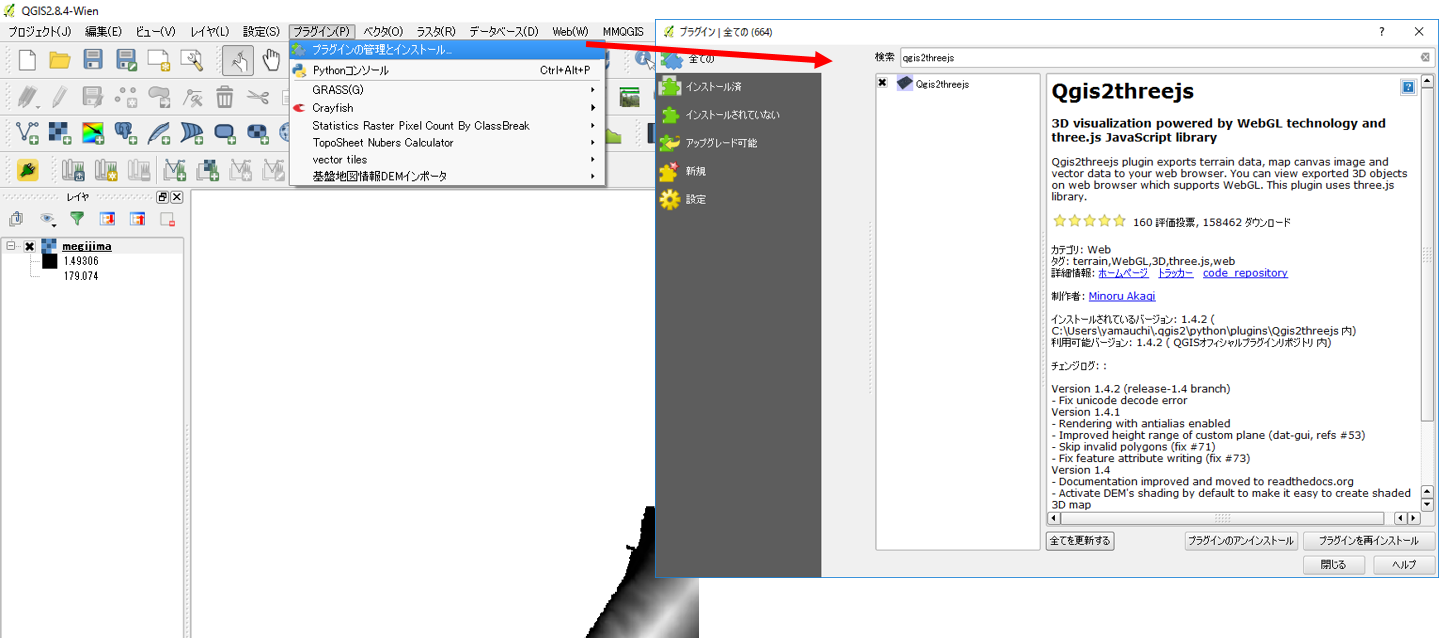 QGIS2.8.4-Wien
プロジェクト(J) 編集(E) ビュー(V) レイヤ(L) 設定(S) プラグイン(P) ベクタ(O) ラスタ(R) データベース(D) Web(W) MMQGIS
プラグインの管理とインストール...
Pythonコンソール Ctrl+Alt+P
GRASS(G)
Crayfish
Statistics Raster Pixel Count By ClassBreak
TopoSheet Nubers Calculator
vector tiles
基盤地図情報DEMインポータ
レイヤ
megijima
1.49306
179.074
プラグイン | 全ての (664)
全ての
インストール済
インストールされていない
アップグレード可能
新規
設定
検索 qgis2threejs
Qgis2threejs
Qgis2threejs
3D visualization powered by WebGL technology and
three.js JavaScript library
Qgis2threejs plugin exports terrain data, map canvas image and
vector data to your web browser. You can view exported 3D objects
on web browser which supports WebGL. This plugin uses three.js
library.
160 評価投票, 158462 ダウンロード
カテゴリ: Web
タグ: terrain,WebGL,3D,three.js,web
詳細情報: ホームページ トラッカー code_repository
制作者: Minoru Akagi
インストールされているバージョン: 1.4.2 (
C:\Users\yamauchi\.qgis2\python\plugins\Qgis2threejs 内)
利用可能バージョン: 1.4.2 ( QGISオフィシャルプラグインリポジトリ 内)
チェンジログ: :
Version 1.4.2 (release-1.4 branch)
- Fix unicode decode error
Version 1.4.1
- Rendering with antialias enabled
- Improved height range of custom plane (dat-gui, refs #53)
- Skip invalid polygons (fix #71)
- Fix feature attribute writing (fix #73)
Version 1.4
- Documentation improved and moved to readthedocs.org
- Activate DEM's shading by default to make it easy to create shaded
3D map
全てを更新する プラグインのアンインストール プラグインを再インストール
閉じる ヘルプ